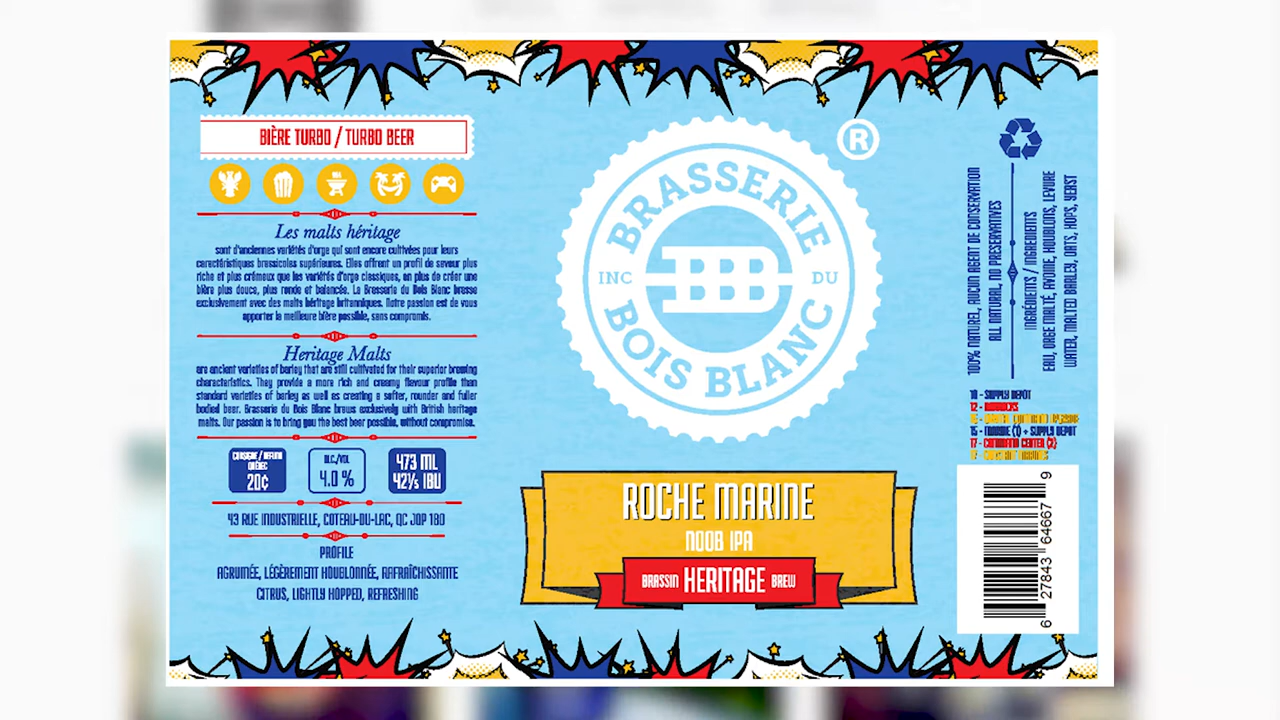 BIÈRE TURBO / TURBO BEER
Les malts héritage
sont d'anciennes variétés d'orge qui sont encore cultivées pour leurs
caractéristiques brassicoles supérieures. Elles offrent un profil de saveur plus
riche et plus crémeux que les variétés d'orge classiques, en plus de créer une
bière plus douce, plus ronde et balancée. La Brasserie du Bois Blanc brasse
exclusivement avec des malts héritage britanniques. Notre passion est de vous
apporter la meilleure bière possible, sans compromis.
Heritage Malts
are ancient varieties of barley that are still cultivated for their superior brewing
characteristics. They provide a more rich and creamy flavour profile than
standard varieties of barley as well as creating a softer, rounder and fuller
bodied beer. Brasserie du Bois Blanc brews exclusively with British heritage
malts. Our passion is to bring you the best beer possible, without compromise.
CONSIGNE / REFUND
QUÉBEC
20¢
ALC./VOL
4.0 %
473 ML
42½ IBU
43 RUE INDUSTRIELLE, COTEAU-DU-LAC, QC J0P 1B0
PROFILE
AGRUMÉE, LÉGÈREMENT HOUBLONNÉE, RAFRAÎCHISSANTE
CITRUS, LIGHTLY HOPPED, REFRESHING
®
BRASSERIE
INC BBB DU
BOIS BLANC
ROCHE MARINE
NOOB IPA
BRASSIN HERITAGE BREW
100% NATUREL, AUCUN AGENT DE CONSERVATION
ALL NATURAL, NO PRESERVATIVES
INGRÉDIENTS / INGREDIENTS
EAU, ORGE MALTÉ, AVOINE, HOUBLONS, LEVURE
WATER, MALTED BARLEY, OATS, HOPS, YERST
10 - SUPPLY DEPOT
12 - BARRACKS
15 - MARINE (1) + SUPPLY DEPOT
17 - COMMAND CENTER (2)
6 27843 64667 9